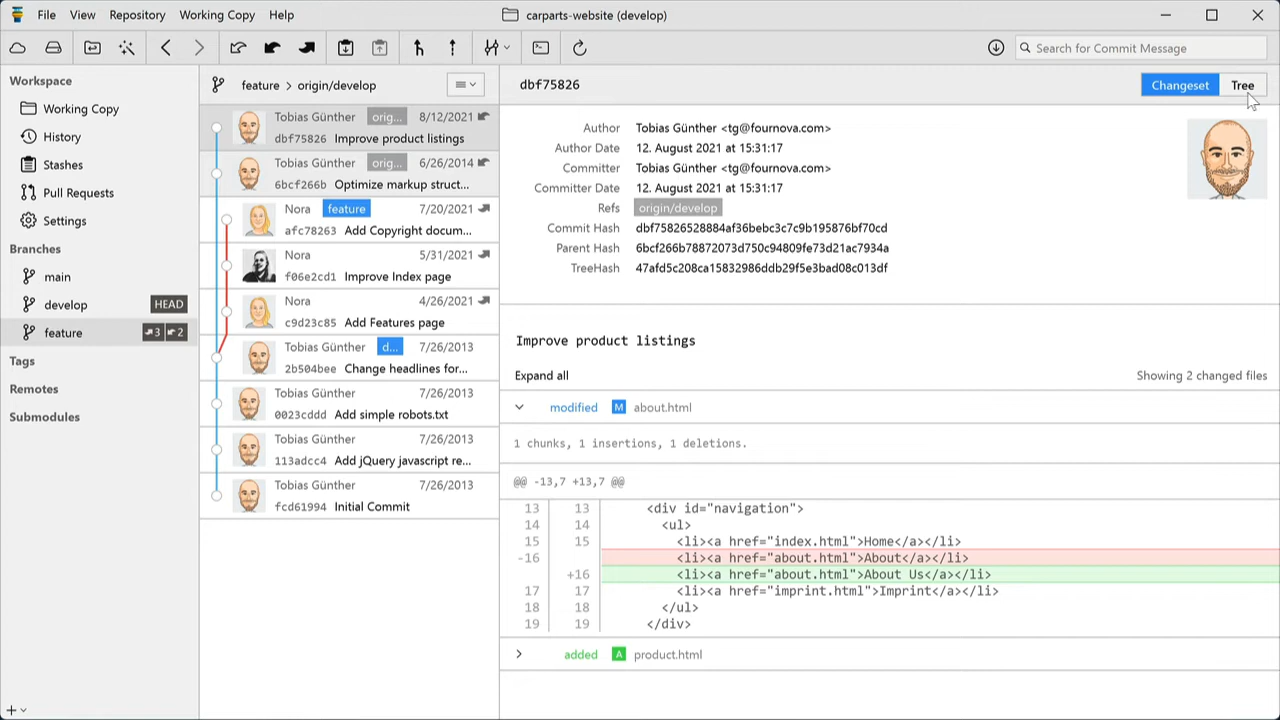 File View Repository Working Copy Help
carparts-website (develop)
Search for Commit Message
Workspace
Working Copy
History
Stashes
Pull Requests
Settings
Branches
main
develop HEAD
feature 3 2
Tags
Remotes
Submodules
feature > origin/develop
Tobias Günther orig... 8/12/2021
dbf75826 Improve product listings
Tobias Günther orig... 6/26/2014
6bcf266b Optimize markup struct...
Nora feature 7/20/2021
afc78263 Add Copyright docum...
Nora 5/31/2021
f06e2cd1 Improve Index page
Nora 4/26/2021
c9d23c85 Add Features page
Tobias Günther d... 7/26/2013
2b504bee Change headlines for...
Tobias Günther 7/26/2013
0023cddd Add simple robots.txt
Tobias Günther 7/26/2013
113adcc4 Add jQuery javascript re...
Tobias Günther 7/26/2013
fcd61994 Initial Commit
dbf75826
Changeset Tree
Author Tobias Günther <tg@fournova.com>
Author Date 12. August 2021 at 15:31:17
Committer Tobias Günther <tg@fournova.com>
Committer Date 12. August 2021 at 15:31:17
Refs origin/develop
Commit Hash dbf75826528884af36bebc3c7c9b195876bf70cd
Parent Hash 6bcf266b78872073d750c94809fe73d21ac7934a
TreeHash 47afd5c208ca15832986ddb29f5e3bad08c013df
Improve product listings
Expand all Showing 2 changed files
modified M about.html
1 chunks, 1 insertions, 1 deletions.
@@ -13,7 +13,7 @@
13 13 <div id="navigation">
14 14 <ul>
15 15 <li><a href="index.html">Home</a></li>
-16 <li><a href="about.html">About</a></li>
+16 <li><a href="about.html">About Us</a></li>
17 17 <li><a href="imprint.html">Imprint</a></li>
18 18 </ul>
19 19 </div>
added A product.html